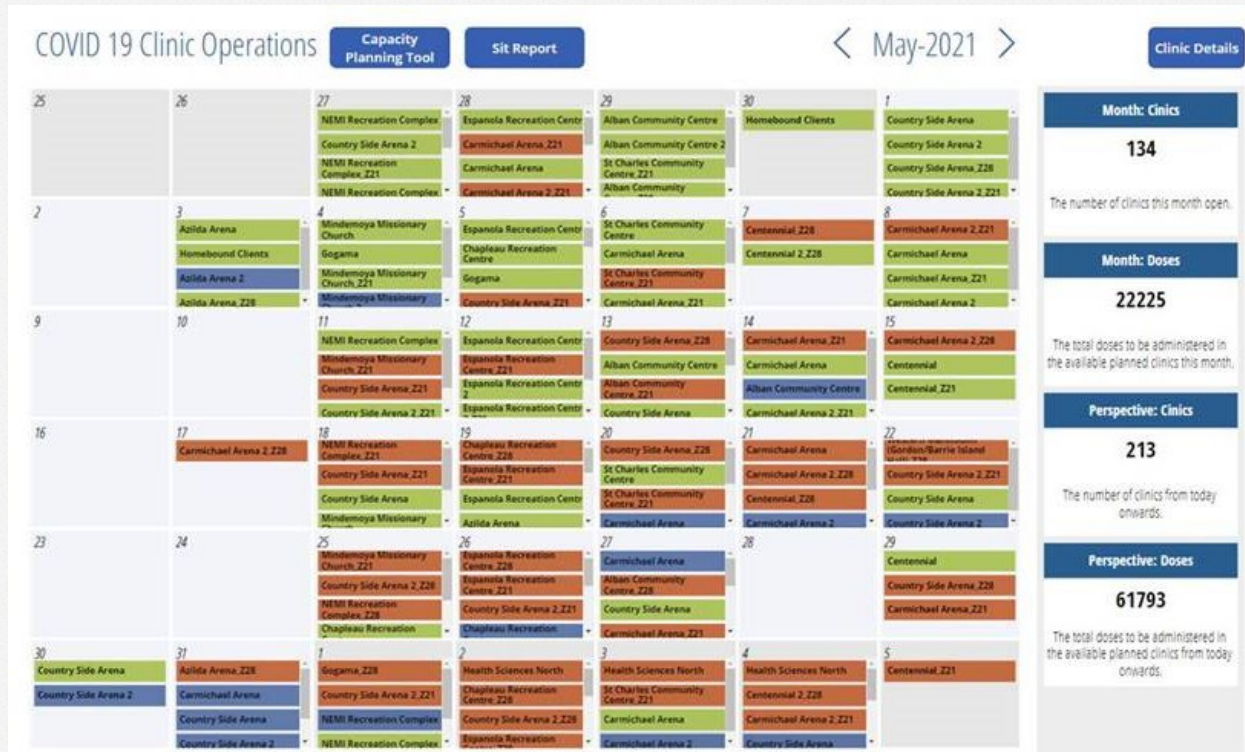 COVID 19 Clinic Operations
Capacity
Planning Tool
Sit Report
May-2021
Clinic Details
25
26
27
NEMI Recreation Complex
Country Side Arena 2
NEMI Recreation
Complex_Z21
NEMI Recreation Complex
28
Espanola Recreation Centr
Carmichael Arena_Z21
Carmichael Arena
Carmichael Arena 2_Z21
29
Alban Community Centre
Alban Community Centre 2
St Charles Community
Centre_Z21
Alban Community
30
Homebound Clients
1
Country Side Arena
Country Side Arena 2
Country Side Arena_Z28
Country Side Arena 2_Z21
2
3
Azilda Arena
Homebound Clients
Azilda Arena 2
Azilda Arena_Z28
4
Mindemoya Missionary
Church
Gogama
Mindemoya Missionary
Church_Z21
Mindemoya Missionary
5
Espanola Recreation Centr
Chapleau Recreation
Centre
Gogama
Country Side Arena_Z21
6
St Charles Community
Centre
Carmichael Arena
St Charles Community
Centre_Z21
Carmichael Arena_Z21
7
Centennial_Z28
Centennial 2_Z28
8
Carmichael Arena 2_Z21
Carmichael Arena
Carmichael Arena_Z21
Carmichael Arena 2
9
10
11
NEMI Recreation Complex
Mindemoya Missionary
Church_Z21
Country Side Arena_Z21
Country Side Arena 2_Z21
12
Espanola Recreation Centr
Espanola Recreation
Centre_Z21
Espanola Recreation Centr
2
Espanola Recreation Centr
13
Country Side Arena_Z28
Alban Community Centre
Alban Community
Centre_Z21
Country Side Arena
14
Carmichael Arena_Z21
Carmichael Arena
Alban Community Centre
Carmichael Arena 2_Z21
15
Carmichael Arena 2_Z28
Centennial
Centennial_Z21
16
17
Carmichael Arena 2_Z28
18
NEMI Recreation
Complex_Z21
Country Side Arena_Z21
Country Side Arena
Mindemoya Missionary
19
Chapleau Recreation
Centre_Z28
Espanola Recreation
Centre_Z21
Espanola Recreation Centr
Azilda Arena
20
Country Side Arena_Z28
St Charles Community
Centre
St Charles Community
Centre_Z21
Carmichael Arena
21
Carmichael Arena
Carmichael Arena 2_Z28
Centennial_Z28
Carmichael Arena 2
22
(Gordon/Barrie Island
Country Side Arena 2_Z21
Country Side Arena
Country Side Arena 2
23
24
25
Mindemoya Missionary
Church_Z21
Country Side Arena 2_Z28
NEMI Recreation
Complex_Z28
Chapleau Recreation
26
Espanola Recreation
Centre_Z28
Espanola Recreation
Centre_Z21
Country Side Arena 2_Z21
Chapleau Recreation
27
Carmichael Arena
Alban Community
Centre_Z28
Country Side Arena
Carmichael Arena_Z21
28
29
Centennial
Country Side Arena_Z28
Carmichael Arena_Z21
30
Country Side Arena
Country Side Arena 2
31
Azilda Arena_Z28
Carmichael Arena
Country Side Arena
Country Side Arena 2
1
Gogama_Z28
Country Side Arena 2_Z21
NEMI Recreation Complex
NEMI Recreation Complex
2
Health Sciences North
Chapleau Recreation
Centre_Z28
Country Side Arena 2_Z28
Espanola Recreation
3
Health Sciences North
St Charles Community
Centre_Z21
Carmichael Arena
Carmichael Arena 2
4
Health Sciences North
Centennial 2_Z28
Carmichael Arena 2_Z21
Country Side Arena
5
Centennial_Z21
Month: Cinics
134
The number of clinics this month open.
Month: Doses
22225
The total doses to be administered in
the available planned clinics this month.
Perspective: Clinics
213
The number of clinics from today
onwards.
Perspective: Doses
61793
The total doses to be administered in
the available planned clinics from today
onwards.